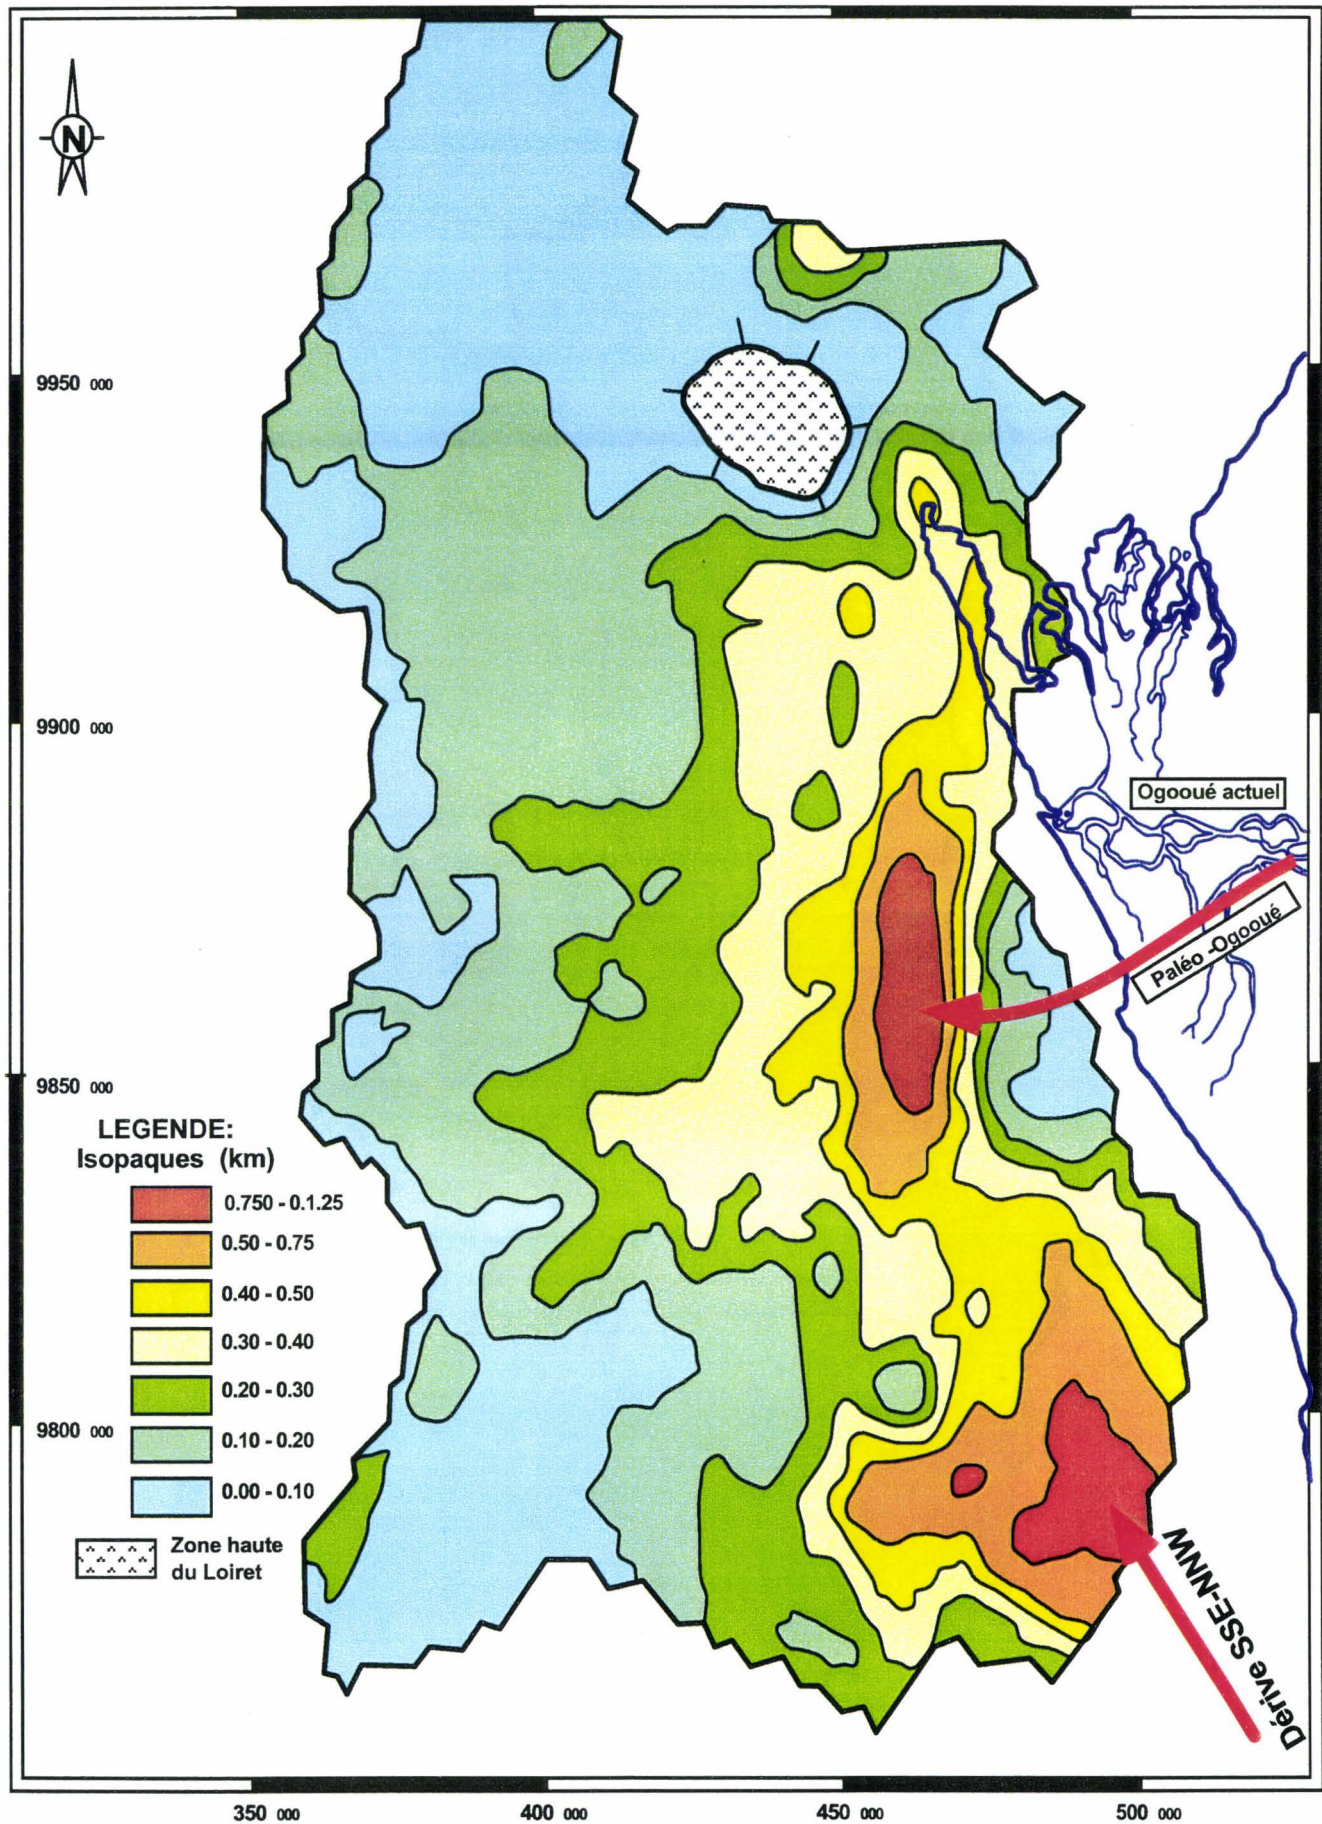 N
9950 000
9900 000
Ogooué actuel
Paléo -Ogooué
9850 000
LEGENDE:
Isopaques (km)
0.750 - 0.1.25
0.50 - 0.75
0.40 - 0.50
0.30 - 0.40
0.20 - 0.30
0.10 - 0.20
0.00 - 0.10
Zone haute
du Loiret
9800 000
Dérive SSE-NNW
350 000
400 000
450 000
500 000